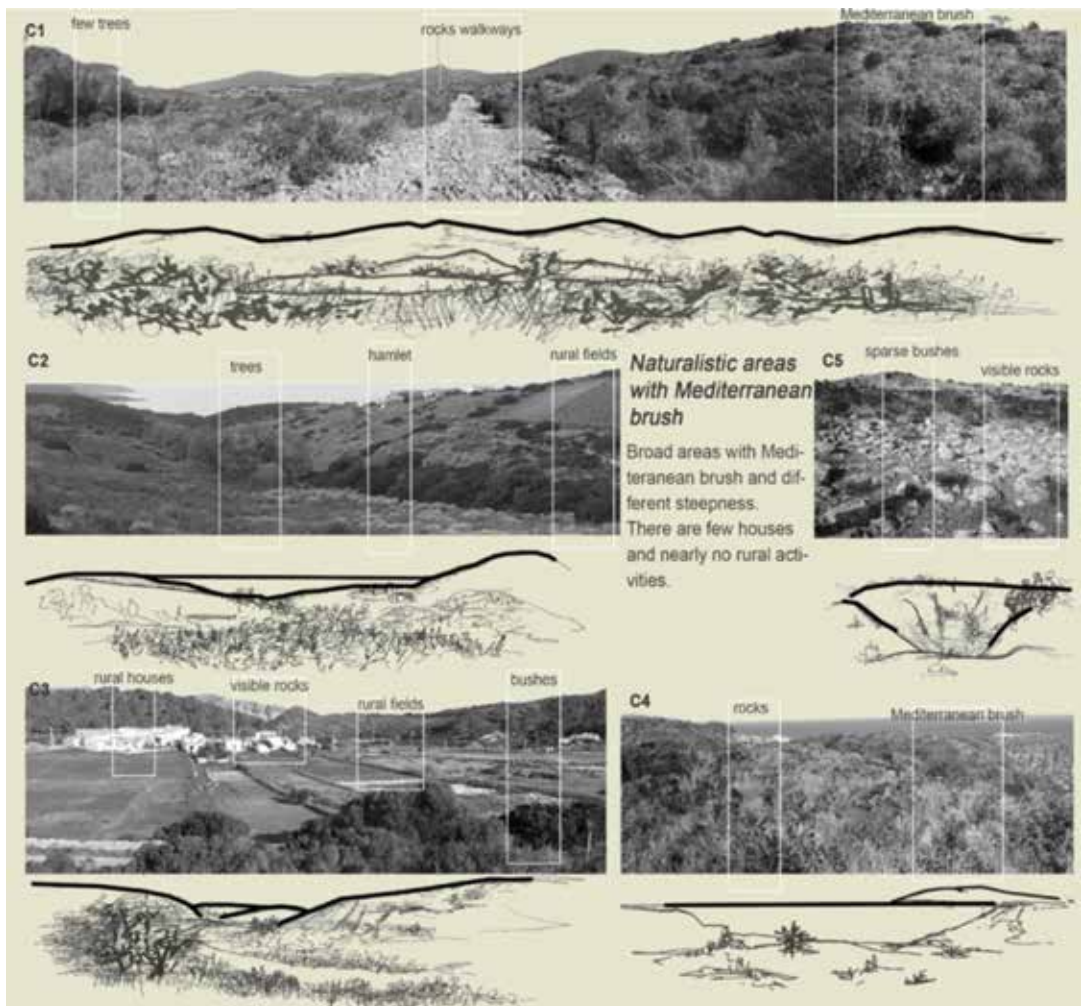 C1
few trees
rocks walkways
Mediterranean brush
C2
trees
hamlet
rural fields
Naturalistic areas
with Mediterranean
brush
Broad areas with Medi-
teranean brush and dif-
ferent steepness.
There are few houses
and nearly no rural acti-
vities.
C5
sparse bushes
visible rocks
C3
rural houses
visible rocks
rural fields
bushes
C4
rocks
Mediterranean brush